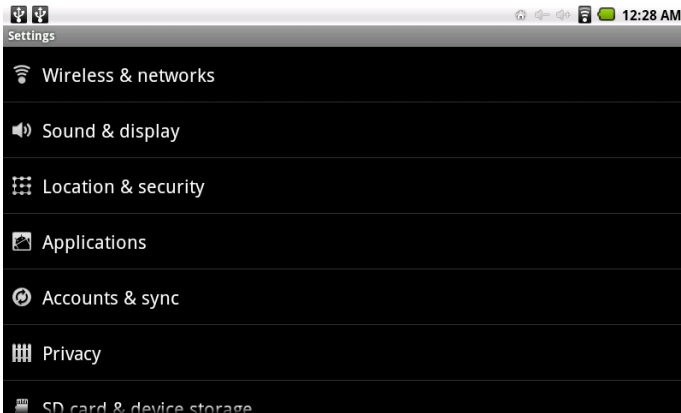 12:28 AM
Settings
Wireless & networks
Sound & display
Location & security
Applications
Accounts & sync
Privacy
SD card & device storage